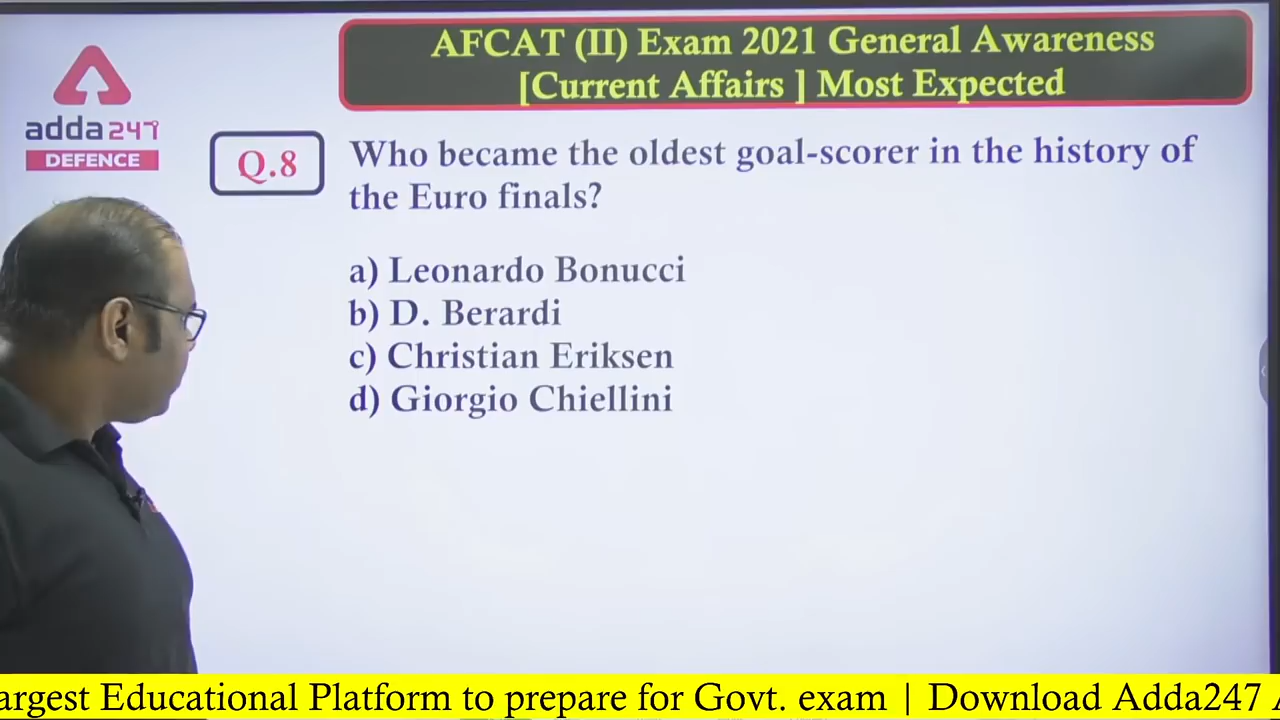 AFCAT (II) Exam 2021 General Awareness
[Current Affairs ] Most Expected
adda247
DEFENCE
Q.8
Who became the oldest goal-scorer in the history of
the Euro finals?
a) Leonardo Bonucci
b) D. Berardi
c) Christian Eriksen
d) Giorgio Chiellini
argest Educational Platform to prepare for Govt. exam | Download Adda247